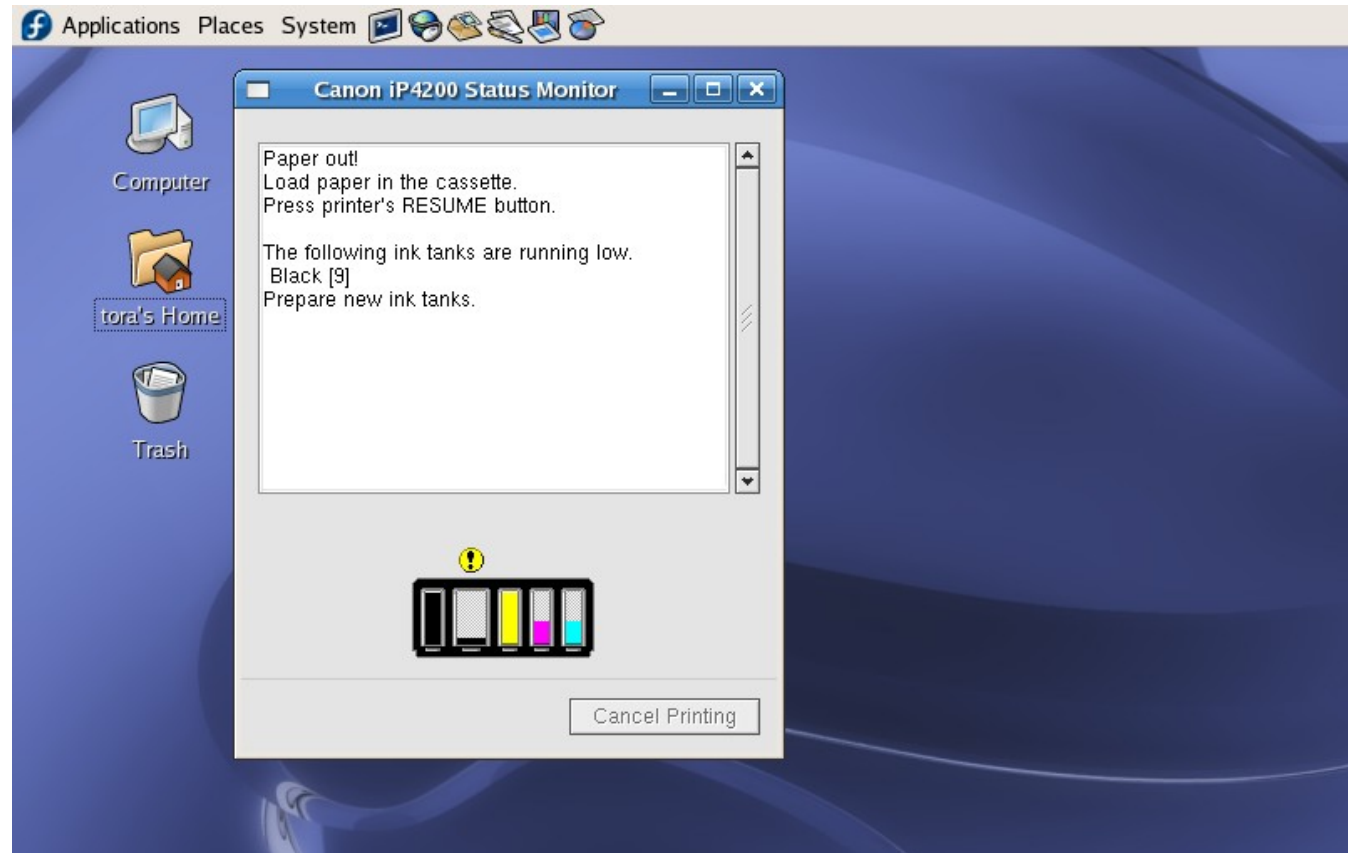 Applications Places System
Canon iP4200 Status Monitor
Computer
tora's Home
Trash
Paper out!
Load paper in the cassette.
Press printer's RESUME button.
The following ink tanks are running low.
Black [9]
Prepare new ink tanks.
!
Cancel Printing